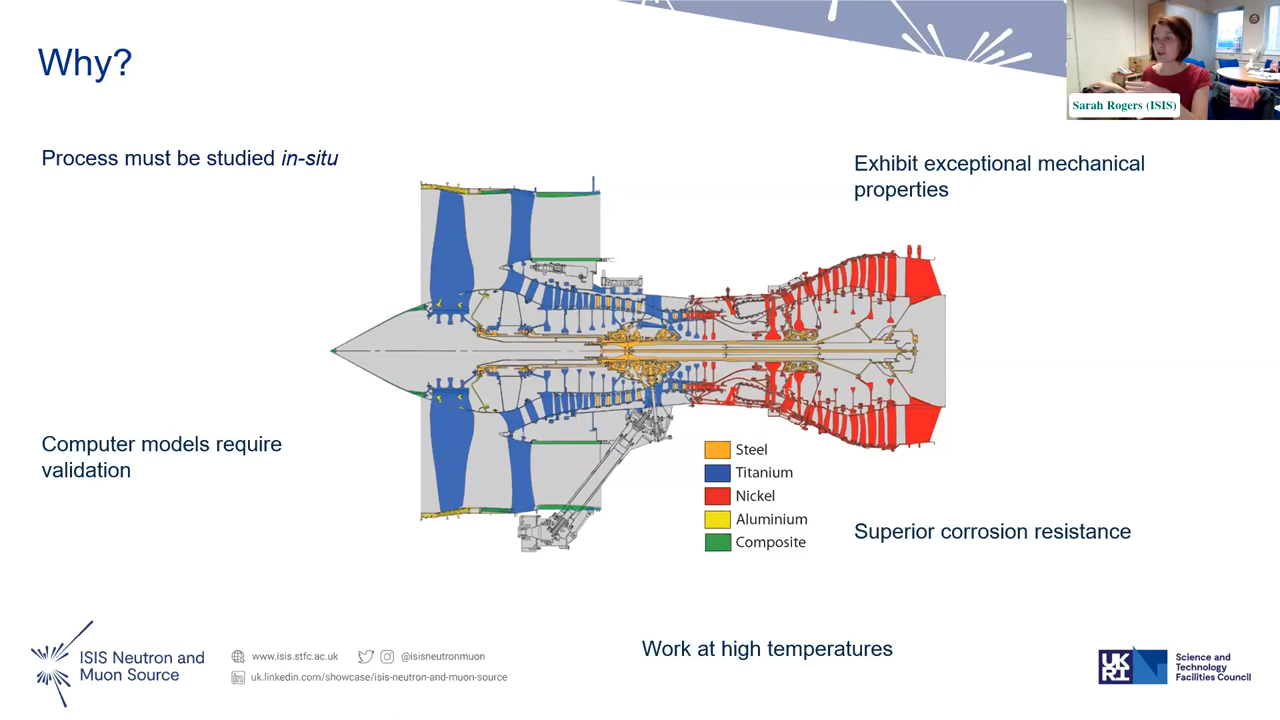 Why?
Sarah Rogers (ISIS)
Process must be studied in-situ
Exhibit exceptional mechanical
properties
Computer models require
validation
Steel
Titanium
Nickel
Aluminium
Composite
Superior corrosion resistance
Work at high temperatures
ISIS Neutron and
Muon Source
www.isis.stfc.ac.uk
@isisneutronmuon
uk.linkedin.com/showcase/isis-neutron-and-muon-source
UK
RI
Science and
Technology
Facilities Council